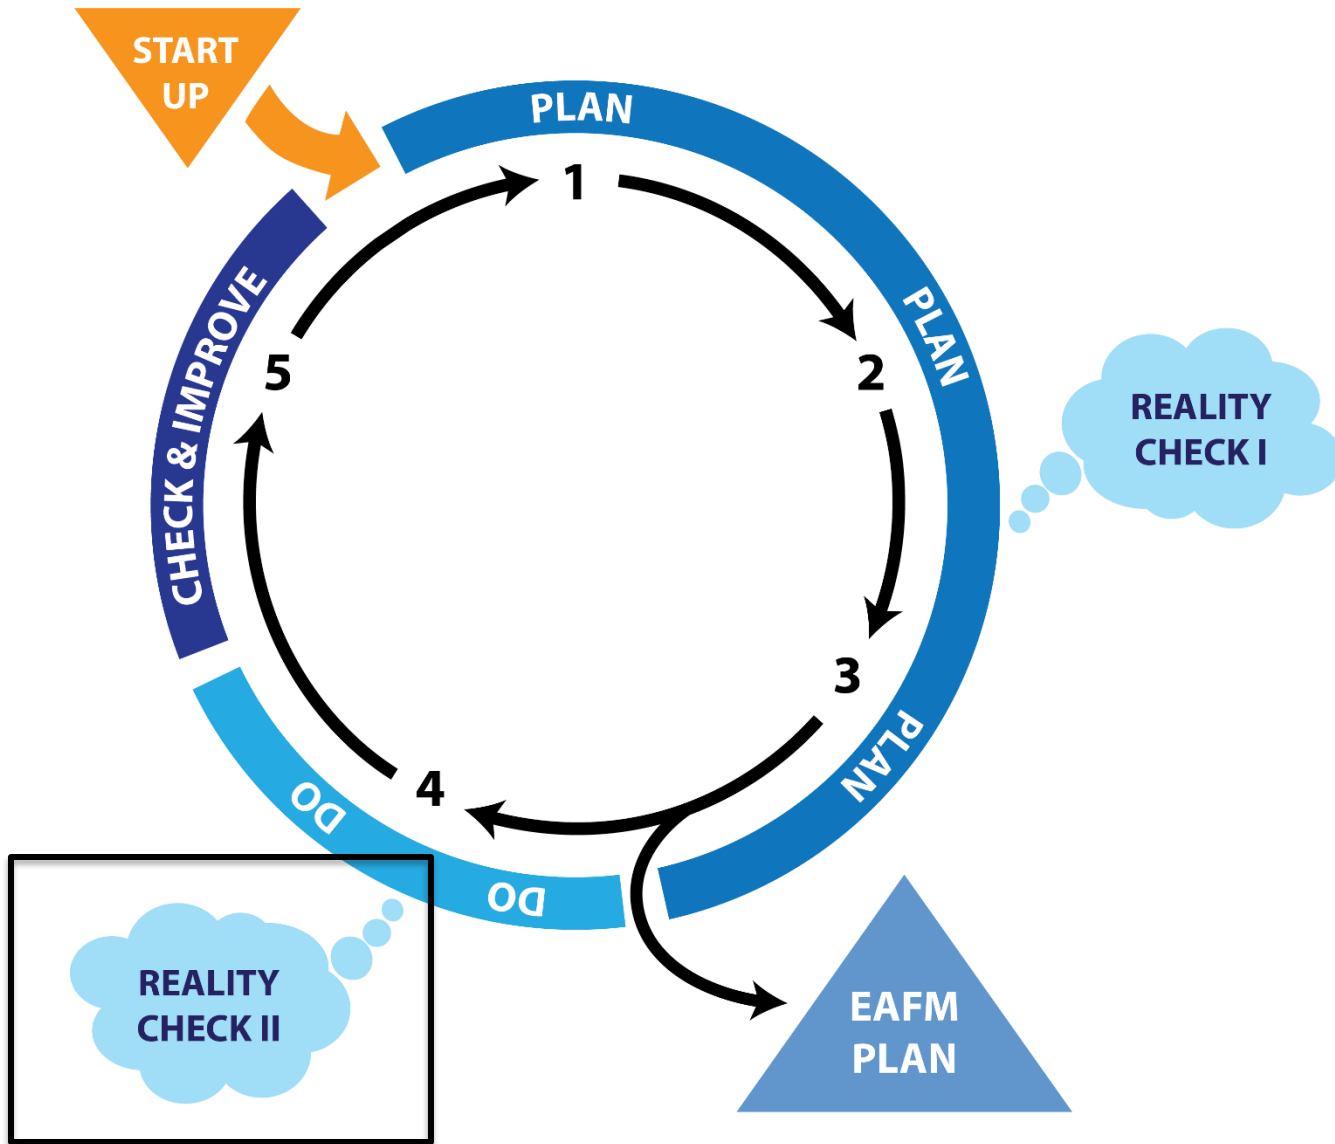 START
UP
PLAN
1
PLAN
2
REALITY
CHECK I
3
PLAN
EAFM
PLAN
4
DO
DO
REALITY
CHECK II
5
CHECK & IMPROVE